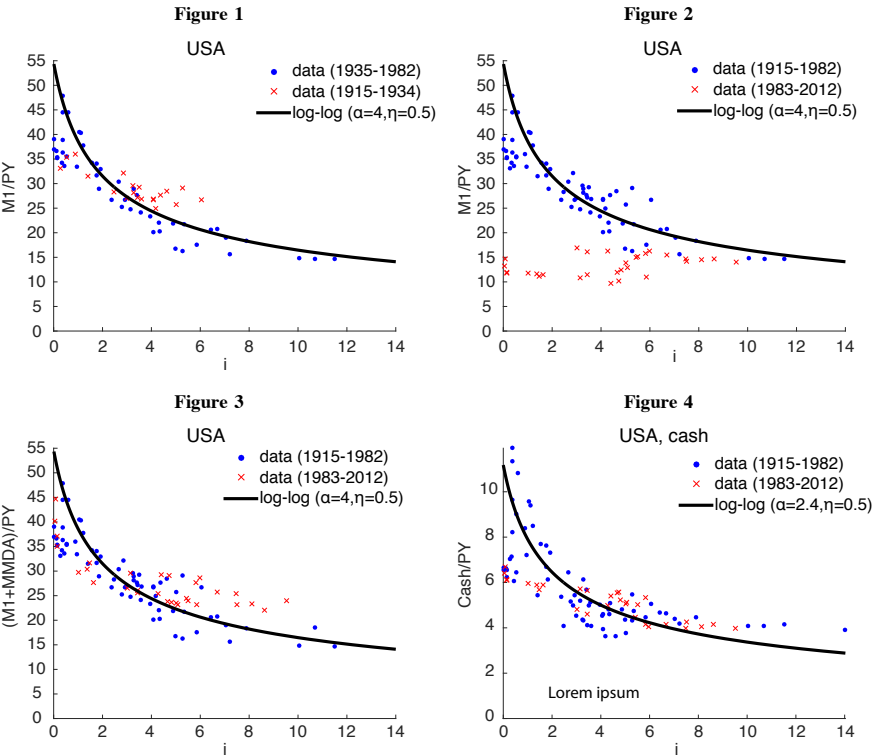 Figure 1
USA
55
50
45
40
35
30
25
20
15
10
5
0
M1/PY
data (1935-1982)
data (1915-1934)
log-log (α=4,η=0.5)
0 2 4 6 8 10 12 14
i
Figure 2
USA
55
50
45
40
35
30
25
20
15
10
5
0
M1/PY
data (1915-1982)
data (1983-2012)
log-log (α=4,η=0.5)
0 2 4 6 8 10 12 14
i
Figure 3
USA
55
50
45
40
35
30
25
20
15
10
5
0
(M1+MMDA)/PY
data (1915-1982)
data (1983-2012)
log-log (α=4,η=0.5)
0 2 4 6 8 10 12 14
i
Figure 4
USA, cash
10
8
6
4
2
0
Cash/PY
data (1915-1982)
data (1983-2012)
log-log (α=2.4,η=0.5)
Lorem ipsum
0 2 4 6 8 10 12 14
i